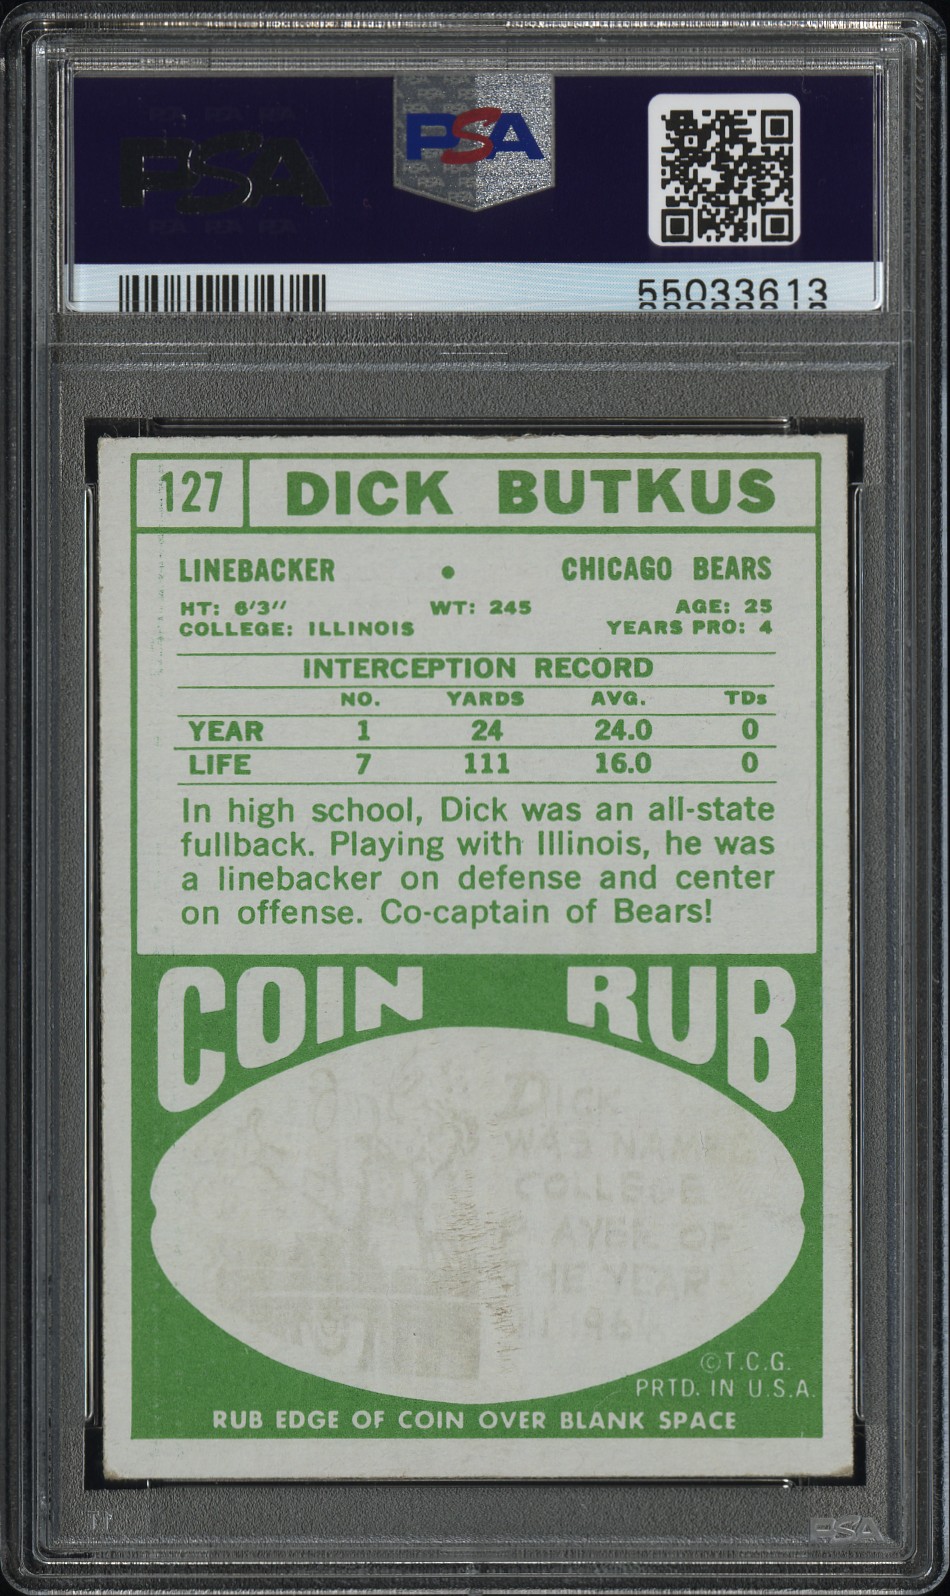 PSA
PSA
55033613
127 DICK BUTKUS
LINEBACKER • CHICAGO BEARS
HT: 6'3" WT: 245 AGE: 25
COLLEGE: ILLINOIS YEARS PRO: 4
INTERCEPTION RECORD
NO. YARDS AVG. TDs
YEAR 1 24 24.0 0
LIFE 7 111 16.0 0
In high school, Dick was an all-state
fullback. Playing with Illinois, he was
a linebacker on defense and center
on offense. Co-captain of Bears!
COIN RUB
DICK
WAS NAMED
COLLEGE
PLAYER OF
THE YEAR
©T.C.G.
PRTD. IN U.S.A.
RUB EDGE OF COIN OVER BLANK SPACE
PSA